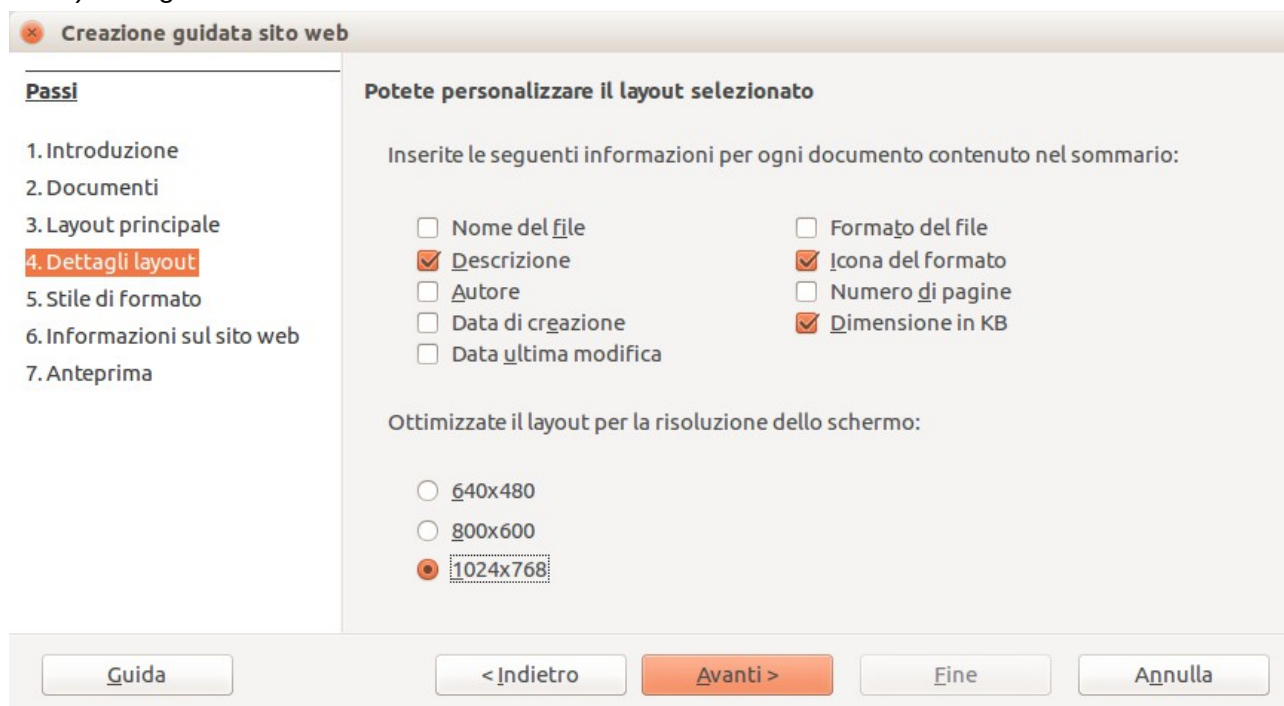 Creazione guidata sito web
Passi
1. Introduzione
2. Documenti
3. Layout principale
4. Dettagli layout
5. Stile di formato
6. Informazioni sul sito web
7. Anteprima
Potete personalizzare il layout selezionato
Inserite le seguenti informazioni per ogni documento contenuto nel sommario:
Nome del file
Descrizione
Autore
Data di creazione
Data ultima modifica
Formato del file
Icona del formato
Numero di pagine
Dimensione in KB
Ottimizzate il layout per la risoluzione dello schermo:
640x480
800x600
1024x768
Guida
< Indietro
Avanti >
Fine
Annulla